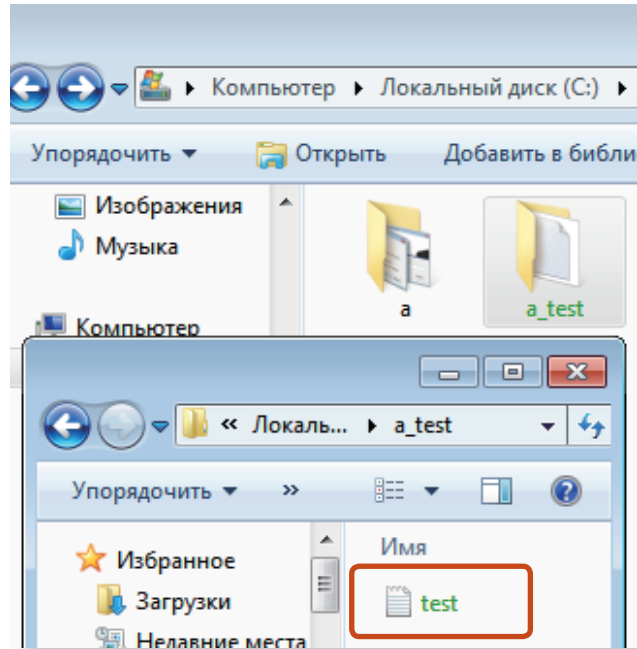 Компьютер Локальный диск (C:)
Упорядочить Открыть Добавить в библи
Изображения
Музыка
Компьютер
a a_test
« Локаль... a_test
Упорядочить »
Избранное
Загрузки
Недавние места
Имя
test